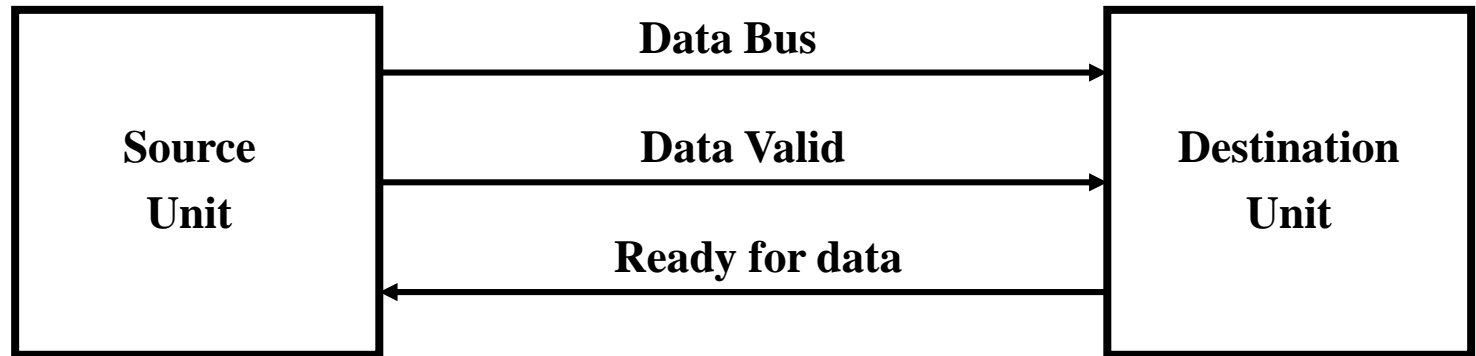 Data Bus
Source
Unit
Data Valid
Destination
Unit
Ready for data